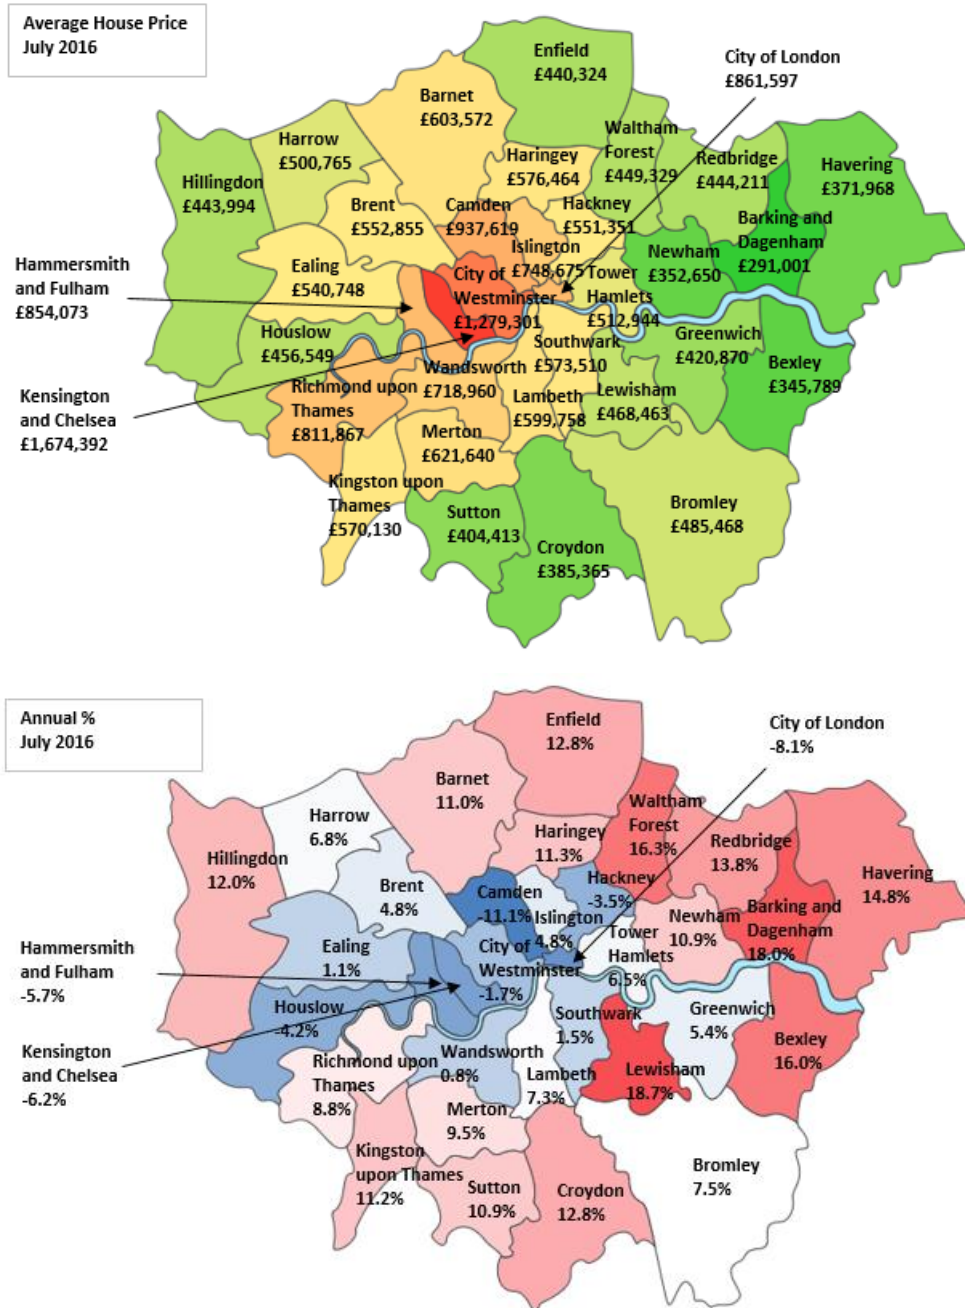 Average House Price
July 2016
Enfield
£440,324
City of London
£861,597
Barnet
£603,572
Harrow
£500,765
Waltham
Forest
£449,329
Haringey
£576,464
Redbridge
£444,211
Havering
£371,968
Hillingdon
£443,994
Brent
£552,855
Camden
£937,619
Hackney
£551,351
Barking and
Dagenham
£291,001
Islington
£748,675
Newham
£352,650
Hammersmith
and Fulham
£854,073
Ealing
£540,748
City of
Westminster
£1,279,301
Tower
Hamlets
£512,944
Houslow
£456,549
Southwark
£573,510
Greenwich
£420,870
Bexley
£345,789
Kensington
and Chelsea
£1,674,392
Richmond upon
Thames
£811,867
Wandsworth
£718,960
Lambeth
£599,758
Lewisham
£468,463
Merton
£621,640
Kingston upon
Thames
£570,130
Sutton
£404,413
Croydon
£385,365
Bromley
£485,468
Annual %
July 2016
Enfield
12.8%
City of London
-8.1%
Barnet
11.0%
Harrow
6.8%
Waltham
Forest
16.3%
Haringey
11.3%
Redbridge
13.8%
Hillingdon
12.0%
Havering
14.8%
Brent
4.8%
Camden
-11.1%
Hackney
-3.5%
Islington
4.8%
Newham
10.9%
Barking and
Dagenham
18.0%
Hammersmith
and Fulham
-5.7%
Ealing
1.1%
City of
Westminster
-1.7%
Tower
Hamlets
6.5%
Houslow
-4.2%
Southwark
1.5%
Greenwich
5.4%
Bexley
16.0%
Kensington
and Chelsea
-6.2%
Richmond upon
Thames
8.8%
Wandsworth
0.8%
Lambeth
7.3%
Lewisham
18.7%
Merton
9.5%
Kingston
upon Thames
11.2%
Sutton
10.9%
Croydon
12.8%
Bromley
7.5%